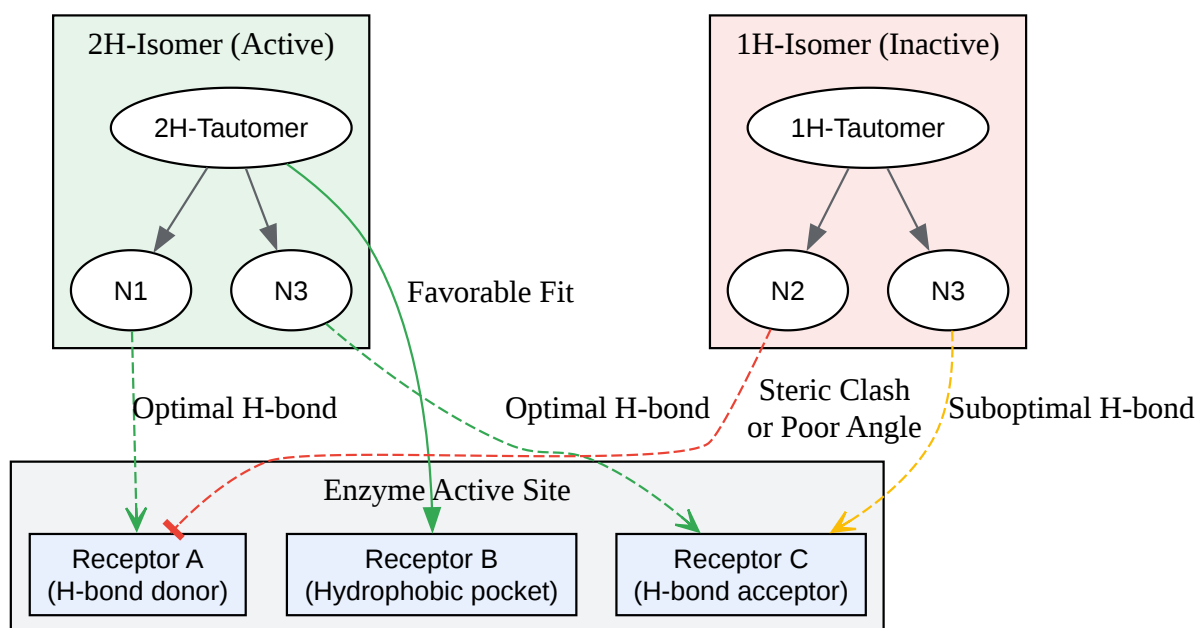 2H-Isomer (Active)
1H-Isomer (Inactive)
2H-Tautomer
1H-Tautomer
N1
N3
N2
N3
Favorable Fit
Optimal H-bond
Optimal H-bond
Steric Clash
or Poor Angle
Suboptimal H-bond
Enzyme Active Site
Receptor A
(H-bond donor)
Receptor B
(Hydrophobic pocket)
Receptor C
(H-bond acceptor)